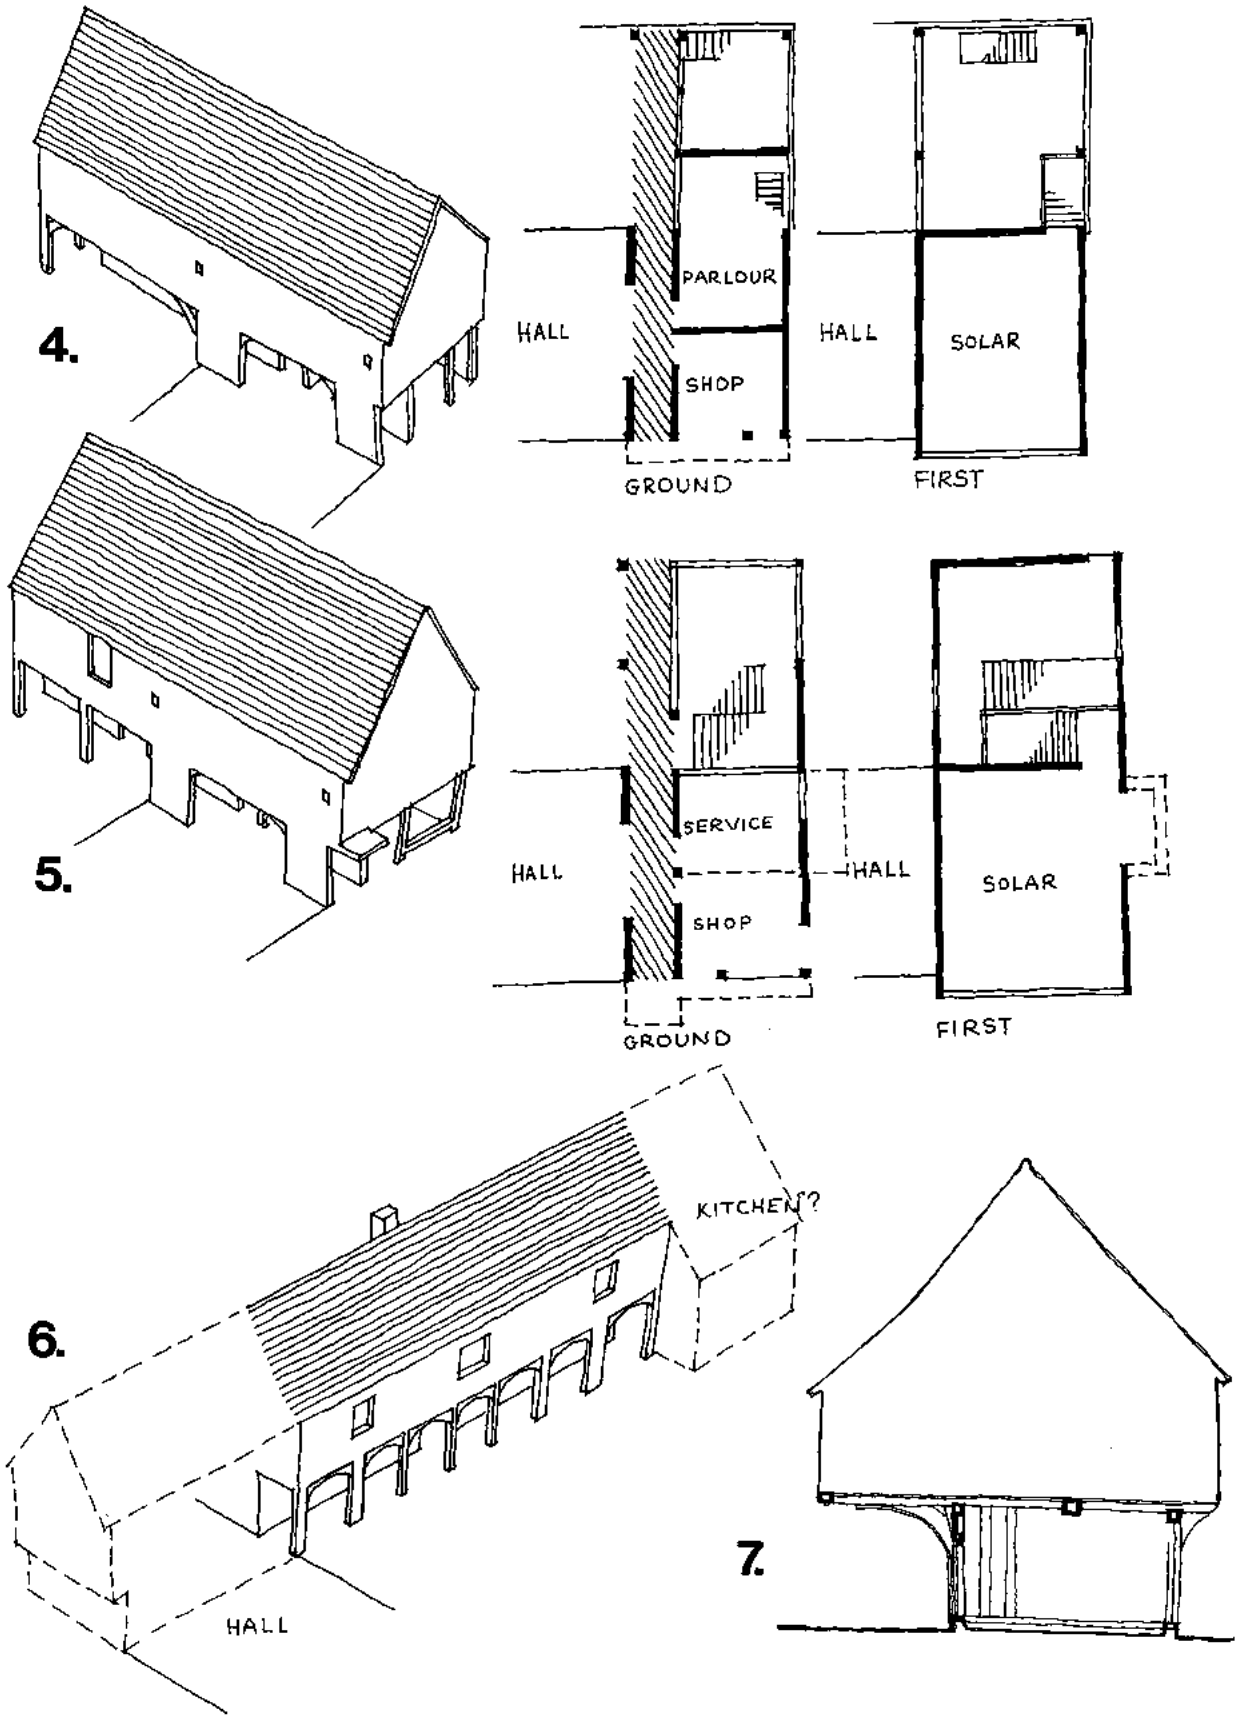 4.
HALL
PARLOUR
SHOP
GROUND
HALL
SOLAR
FIRST
5.
HALL
SERVICE
SHOP
GROUND
HALL
SOLAR
FIRST
6.
KITCHEN?
HALL
7.